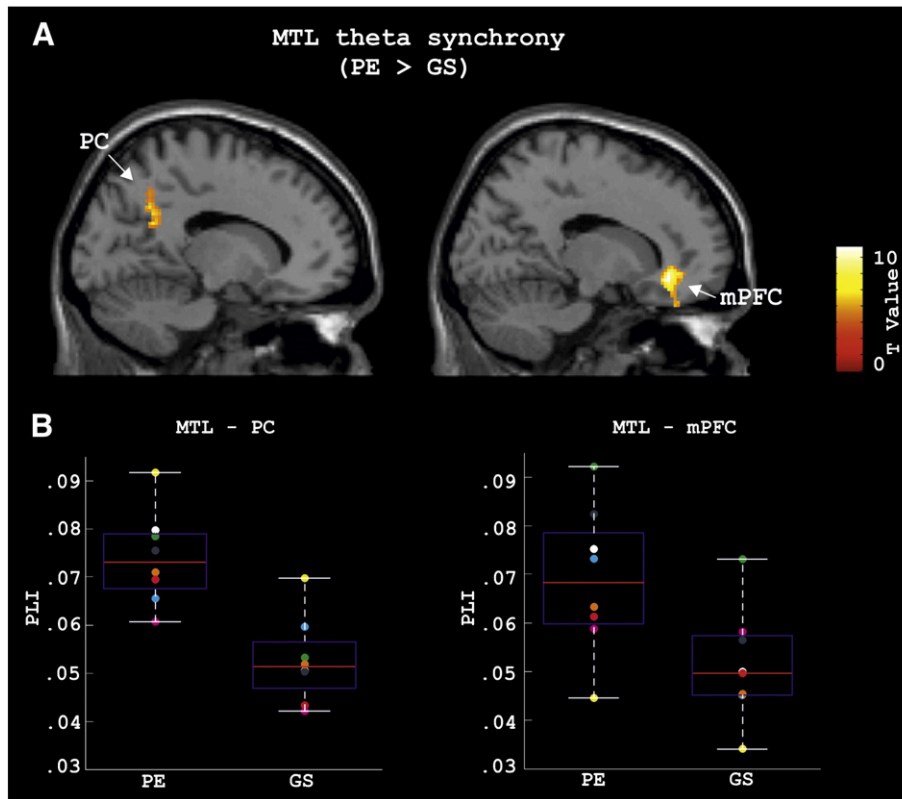 A
MTL theta synchrony
(PE > GS)
PC
mPFC
10
0
T Value
B
MTL - PC
.09
.08
.07
.06
.05
.04
.03
PLI
PE
GS
MTL - mPFC
.09
.08
.07
.06
.05
.04
.03
PLI
PE
GS